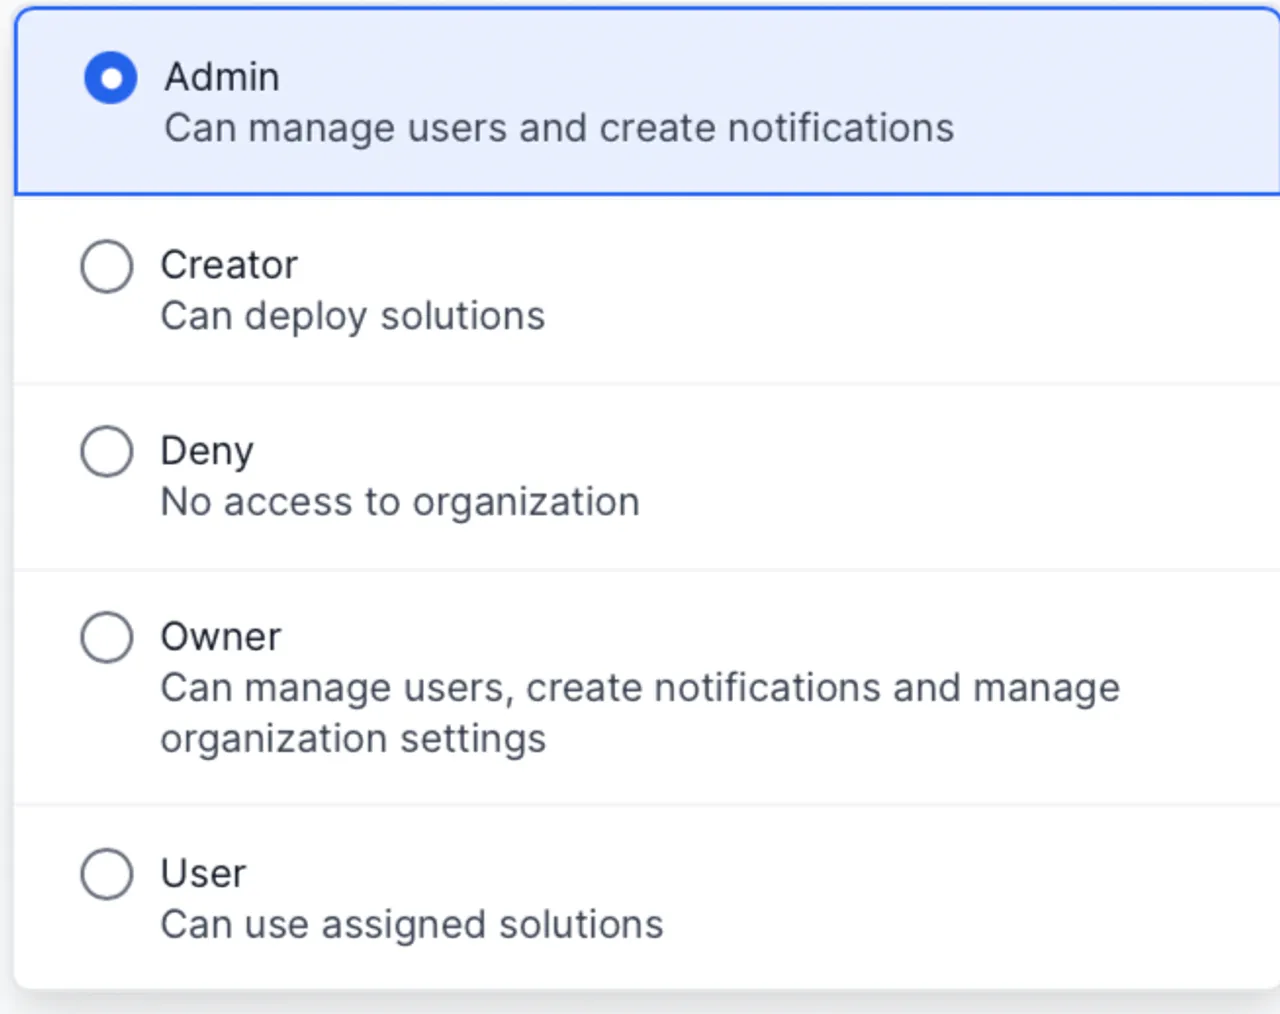 Admin
Can manage users and create notifications
Creator
Can deploy solutions
Deny
No access to organization
Owner
Can manage users, create notifications and manage
organization settings
User
Can use assigned solutions